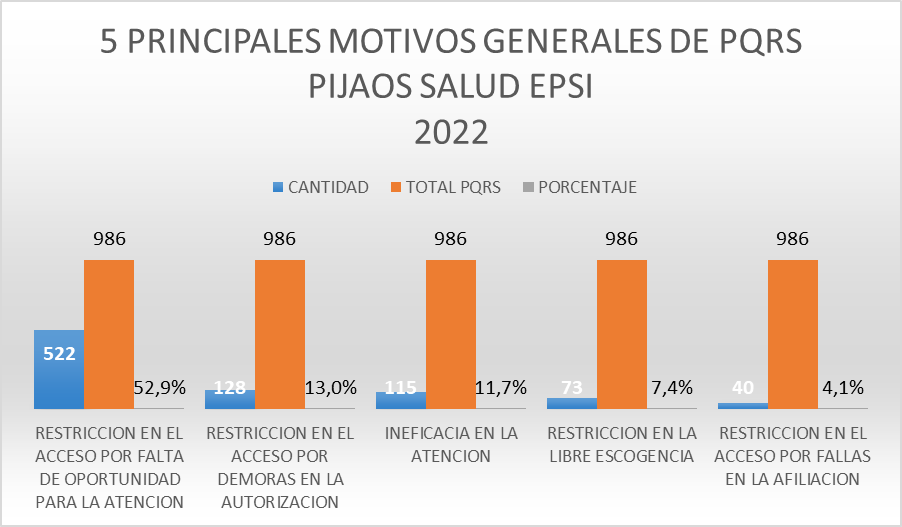 5 PRINCIPALES MOTIVOS GENERALES DE PQRS
PIJAOS SALUD EPSI
2022
CANTIDAD TOTAL PQRS PORCENTAJE
986 986 986 986 986
522 52,9% 128 13,0% 115 11,7% 73 7,4% 40 4,1%
RESTRICCION EN EL
ACCESO POR FALTA
DE OPORTUNIDAD
PARA LA ATENCION
RESTRICCION EN EL
ACCESO POR
DEMORAS EN LA
AUTORIZACION
INEFICACIA EN LA
ATENCION
RESTRICCION EN LA
LIBRE ESCOGENCIA
RESTRICCION EN EL
ACCESO POR FALLAS
EN LA AFILIACION